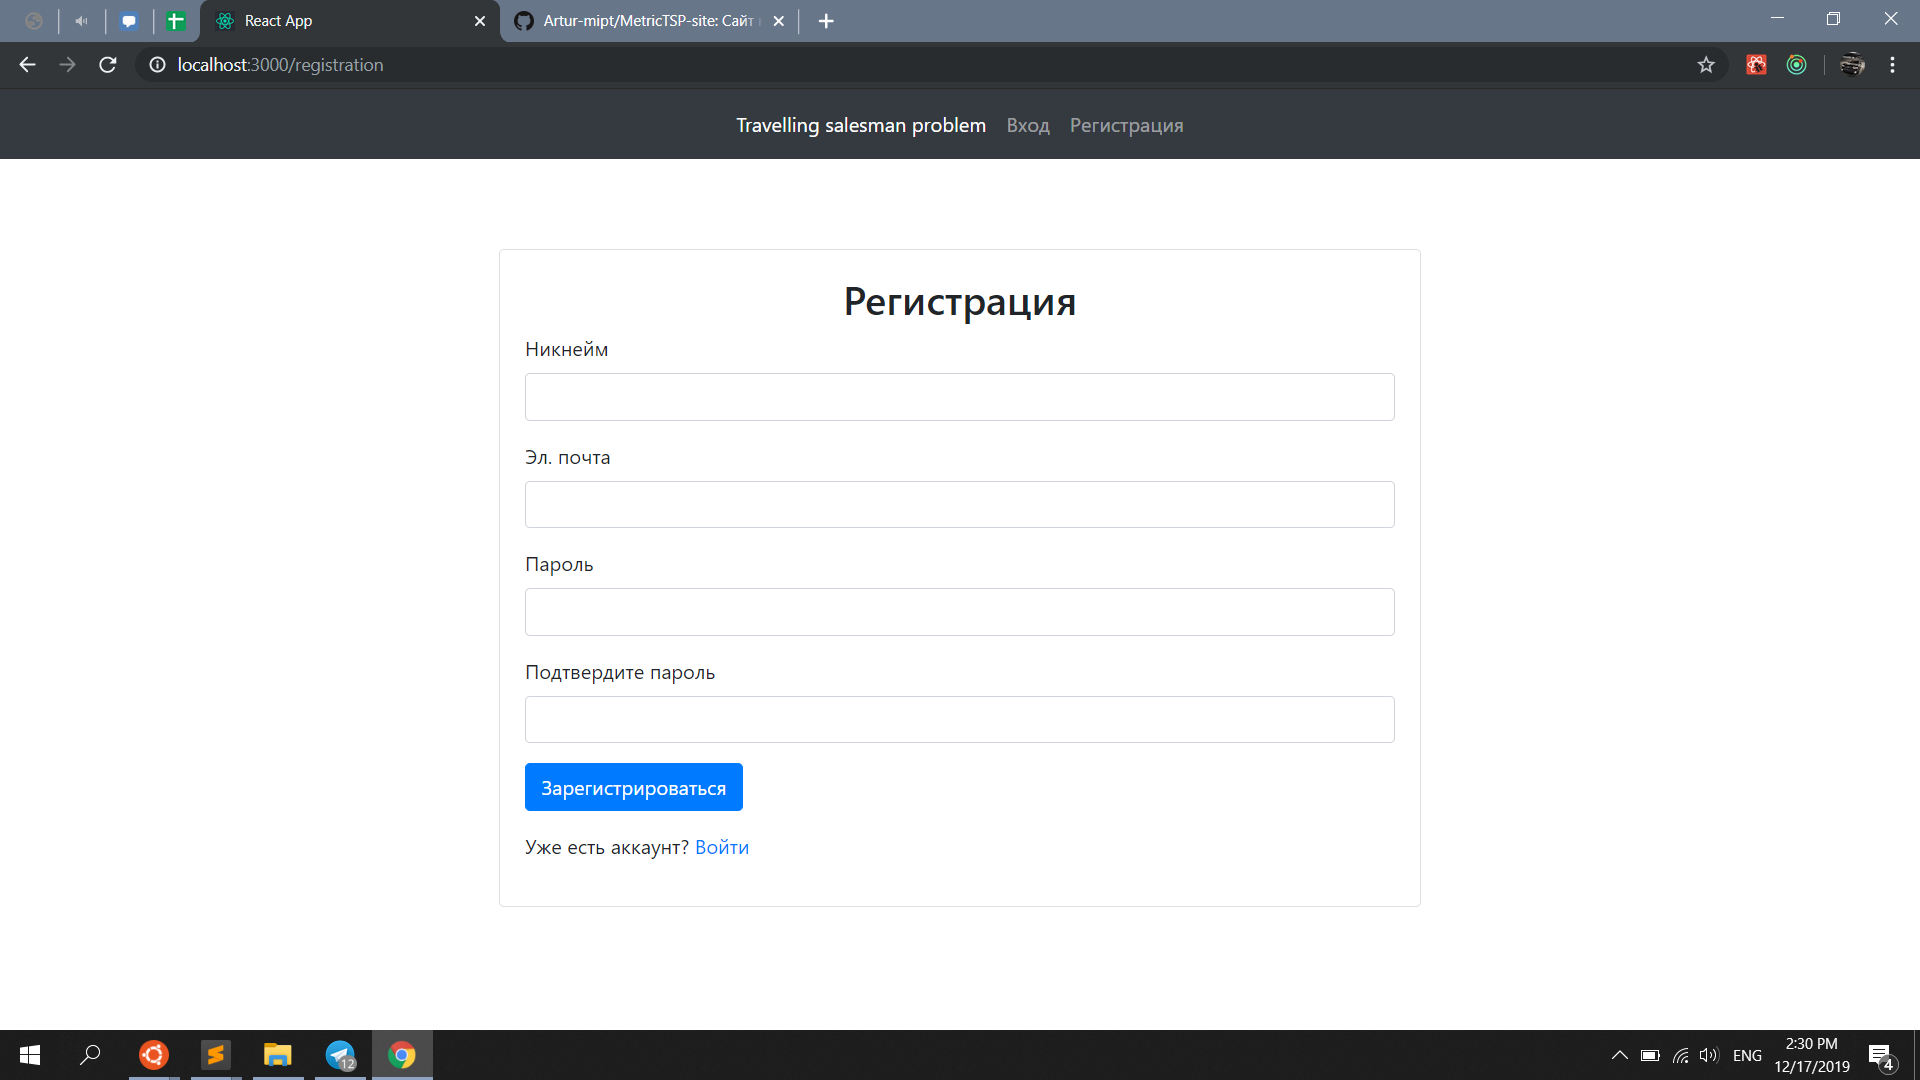 React App
Artur-mipt/MetricTSP-site: Сайт
localhost:3000/registration
Travelling salesman problem Вход Регистрация
Регистрация
Никнейм
Эл. почта
Пароль
Подтвердите пароль
Зарегистрироваться
Уже есть аккаунт? Войти
12
ENG
2:30 PM
12/17/2019
4